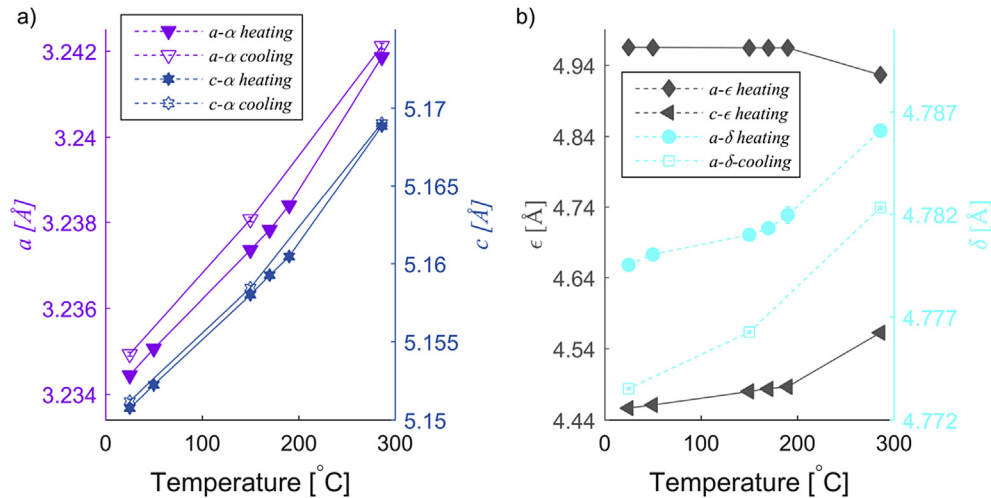 a)
a-α heating
a-α cooling
c-α heating
c-α cooling
3.242
3.24
3.238
3.236
3.234
a [Å]
5.17
5.165
5.16
5.155
5.15
c [Å]
0 100 200 300
Temperature [°C]
b)
a-ϵ heating
c-ϵ heating
a-δ heating
a-δ-cooling
4.94
4.84
4.74
4.64
4.54
4.44
ϵ [Å]
4.787
4.782
4.777
4.772
δ [Å]
0 100 200 300
Temperature [°C]